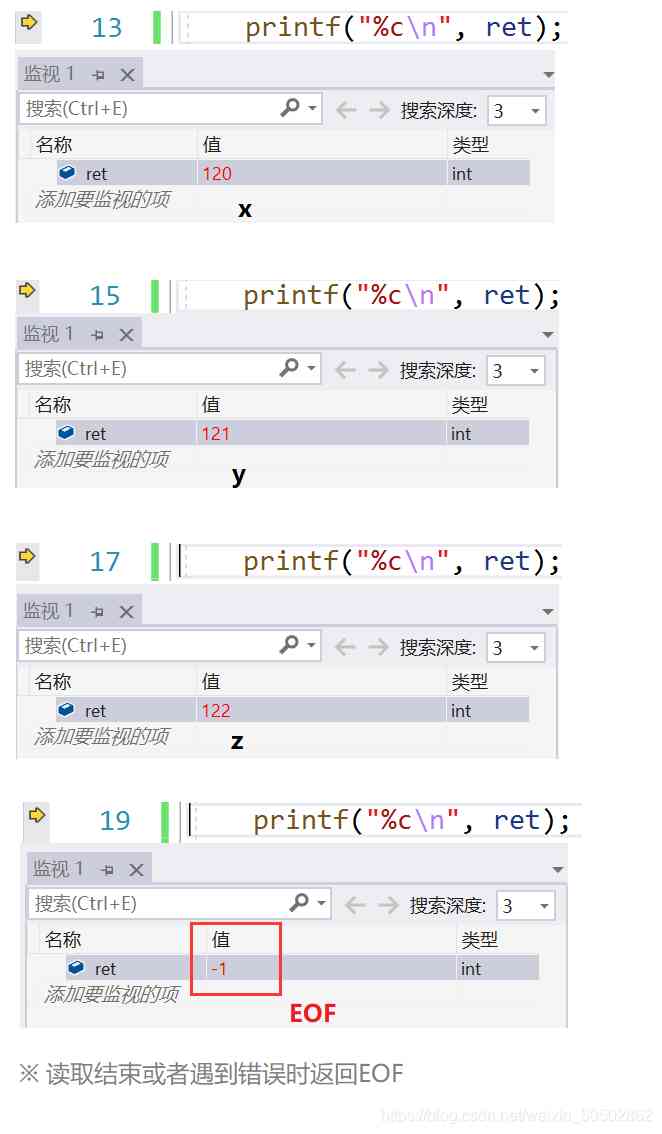 13 printf("%c\n", ret);
监视 1
搜索(Ctrl+E) 搜索深度: 3
名称 值 类型
ret 120 int
添加要监视的项
x
15 printf("%c\n", ret);
监视 1
搜索(Ctrl+E) 搜索深度: 3
名称 值 类型
ret 121 int
添加要监视的项
y
17 printf("%c\n", ret);
监视 1
搜索(Ctrl+E) 搜索深度: 3
名称 值 类型
ret 122 int
添加要监视的项
z
19 printf("%c\n", ret);
监视 1
搜索(Ctrl+E) 搜索深度: 3
名称 值 类型
ret -1 int
添加要监视的项
EOF
※ 读取结束或者遇到错误时返回EOF